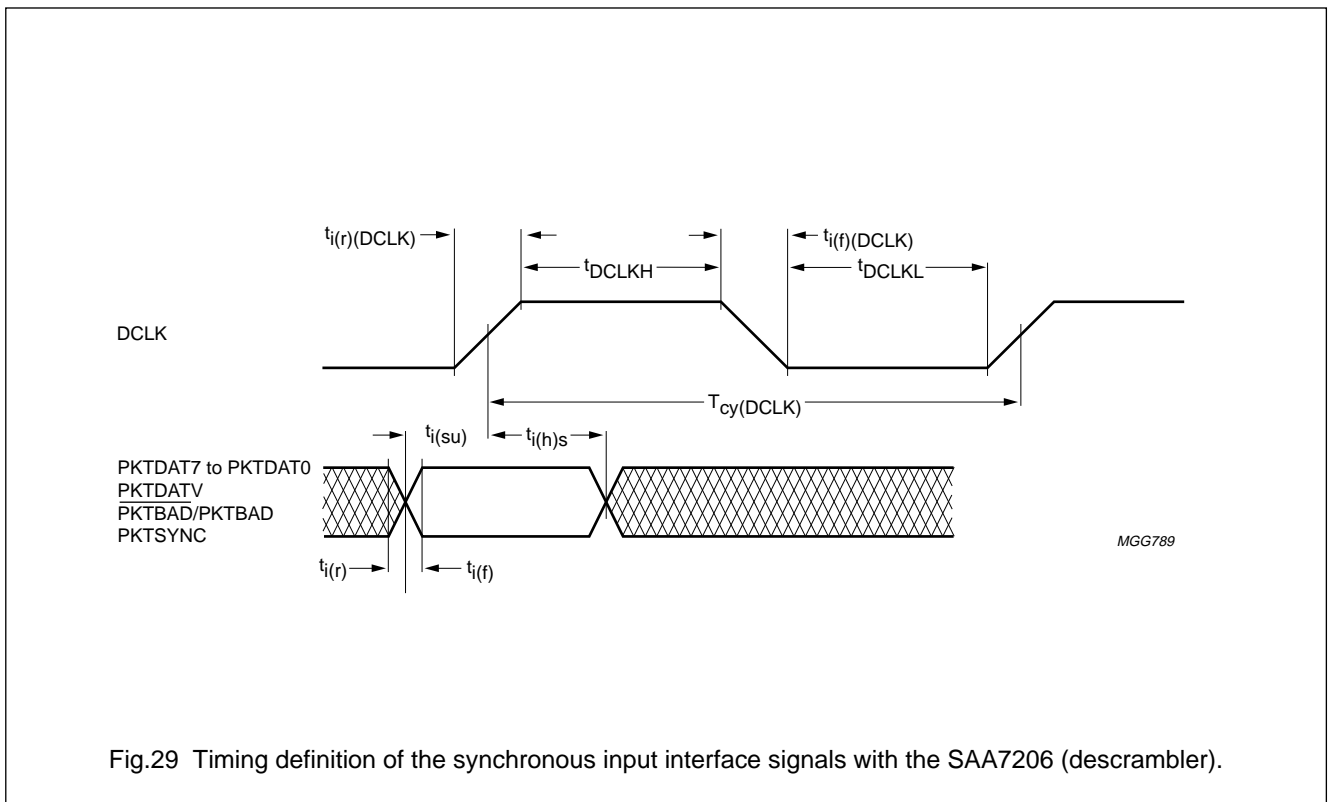 ti(r)(DCLK)
ti(f)(DCLK)
tDCLKH
tDCLKL
DCLK
Tcy(DCLK)
ti(su)
ti(h)s
PKTDAT7 to PKTDAT0
PKTDATV
PKTBAD/PKTBAD
PKTSYNC
MGG789
ti(r)
ti(f)
Fig.29 Timing definition of the synchronous input interface signals with the SAA7206 (descrambler).